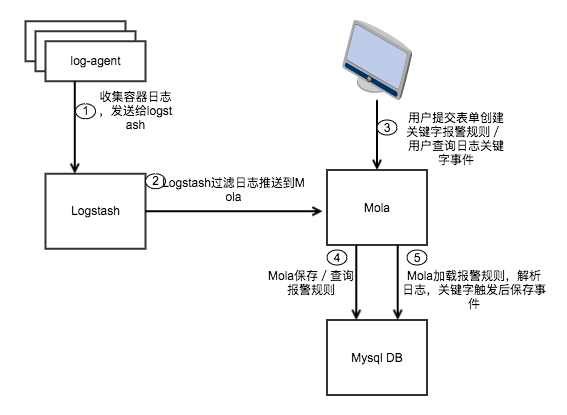 log-agent
① 收集容器日志
，发送给logst
ash
③ 用户提交表单创建
关键字报警规则／
用户查询日志关键
字事件
② Logstash过滤日志推送到M
ola
Logstash
Mola
④
Mola保存／查询
报警规则
⑤
Mola加载报警规则，解析
日志，关键字触发后保存事
件
Mysql DB